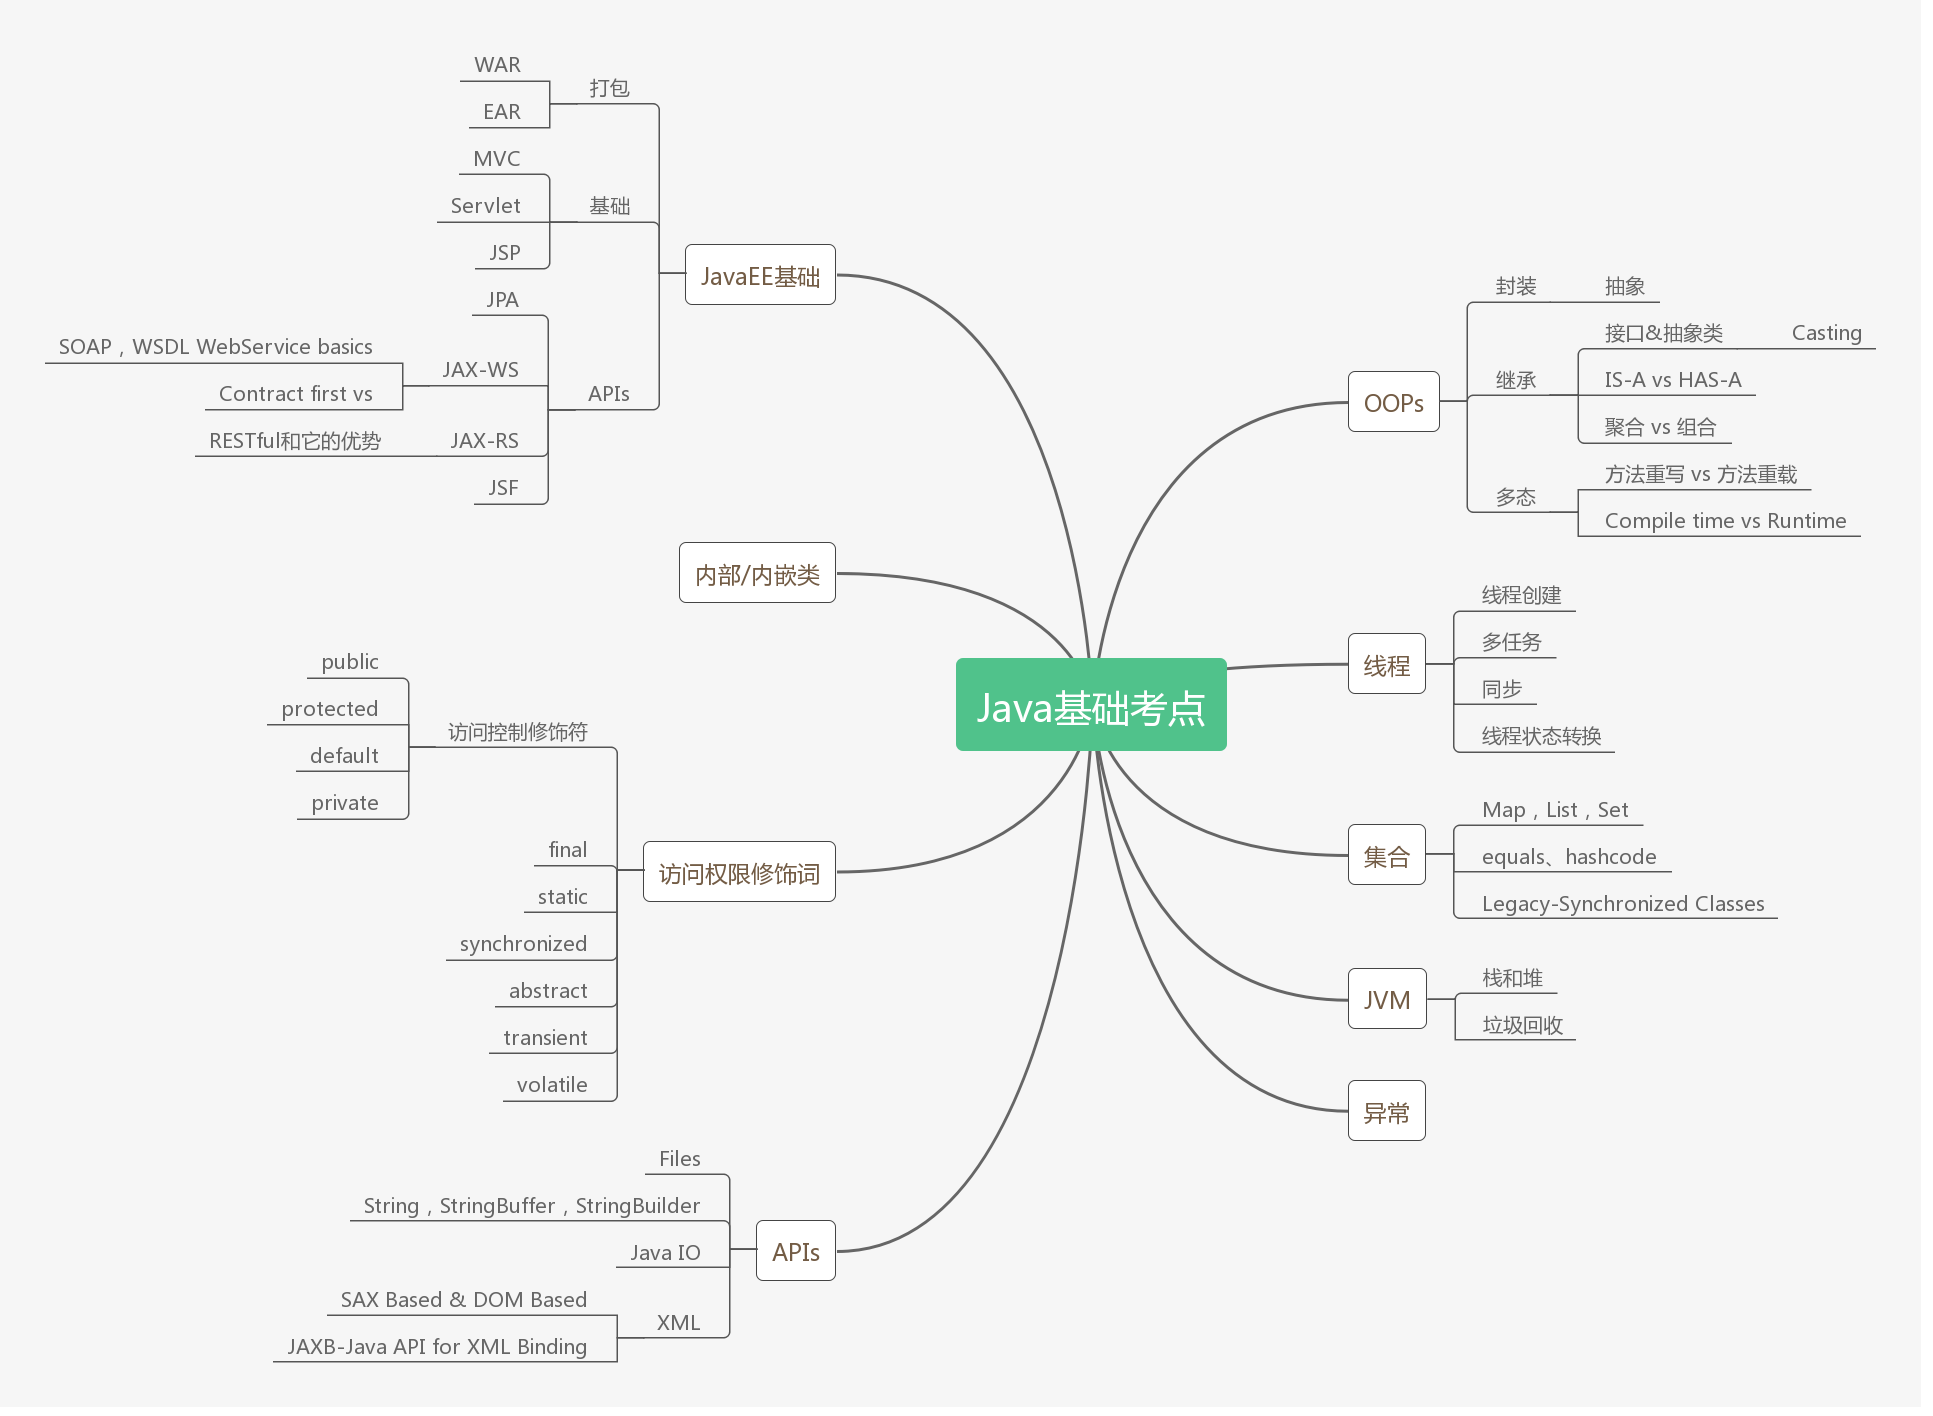 Java基础考点
OOPs
封装
抽象
继承
接口&抽象类
Casting
IS-A vs HAS-A
聚合 vs 组合
多态
方法重写 vs 方法重载
Compile time vs Runtime
线程
线程创建
多任务
同步
线程状态转换
集合
Map，List，Set
equals、hashcode
Legacy-Synchronized Classes
JVM
栈和堆
垃圾回收
异常
JavaEE基础
打包
WAR
EAR
基础
MVC
Servlet
JSP
APIs
JPA
JAX-WS
SOAP，WSDL WebService basics
Contract first vs
JAX-RS
RESTful和它的优势
JSF
内部/内嵌类
访问权限修饰词
访问控制修饰符
public
protected
default
private
final
static
synchronized
abstract
transient
volatile
APIs
Files
String，StringBuffer，StringBuilder
Java IO
XML
SAX Based & DOM Based
JAXB-Java API for XML Binding